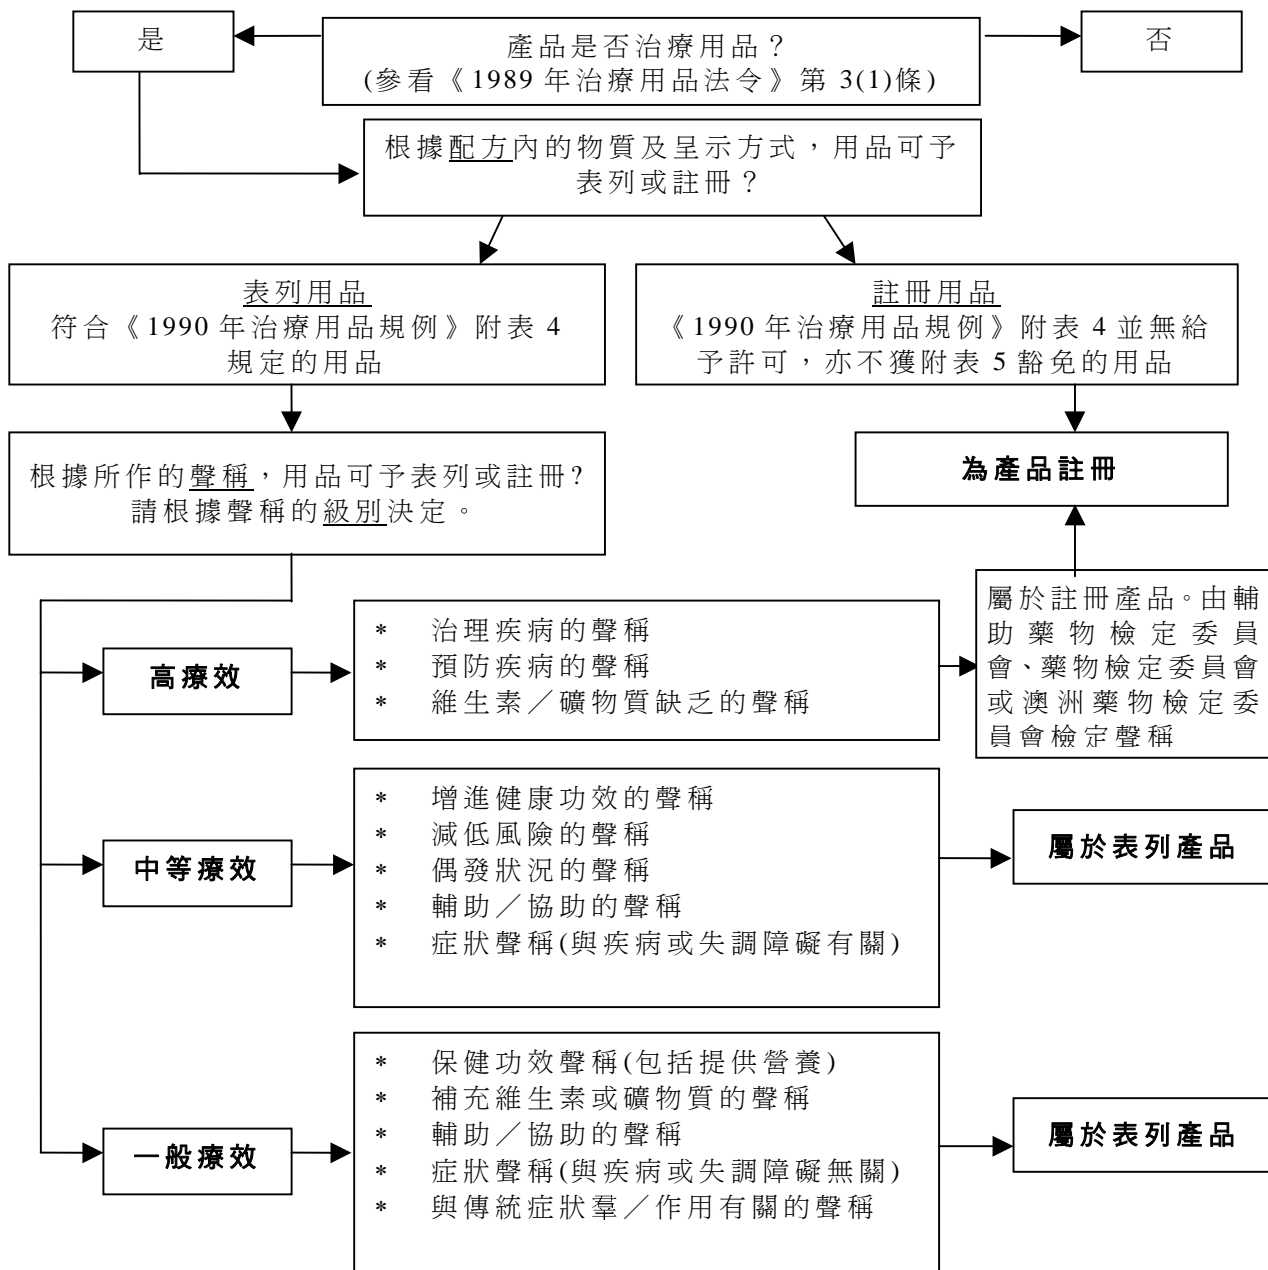 是
產品是否治療用品？
(參看《1989 年治療用品法令》第 3(1)條)
否
根據配方內的物質及呈示方式，用品可予
表列或註冊？
表列用品
符合《1990 年治療用品規例》附表 4
規定的用品
註冊用品
《1990 年治療用品規例》附表 4 並無給
予許可，亦不獲附表 5 豁免的用品
根據所作的聲稱，用品可予表列或註冊?
請根據聲稱的級別決定。
為產品註冊
高療效
* 治理疾病的聲稱
* 預防疾病的聲稱
* 維生素／礦物質缺乏的聲稱
屬於註冊產品。由輔
助藥物檢定委員
會、藥物檢定委員會
或澳洲藥物檢定委
員會檢定聲稱
中等療效
* 增進健康功效的聲稱
* 減低風險的聲稱
* 偶發狀況的聲稱
* 輔助／協助的聲稱
* 症狀聲稱(與疾病或失調障礙有關)
屬於表列產品
一般療效
* 保健功效聲稱(包括提供營養)
* 補充維生素或礦物質的聲稱
* 輔助／協助的聲稱
* 症狀聲稱(與疾病或失調障礙無關)
* 與傳統症狀羣／作用有關的聲稱
屬於表列產品